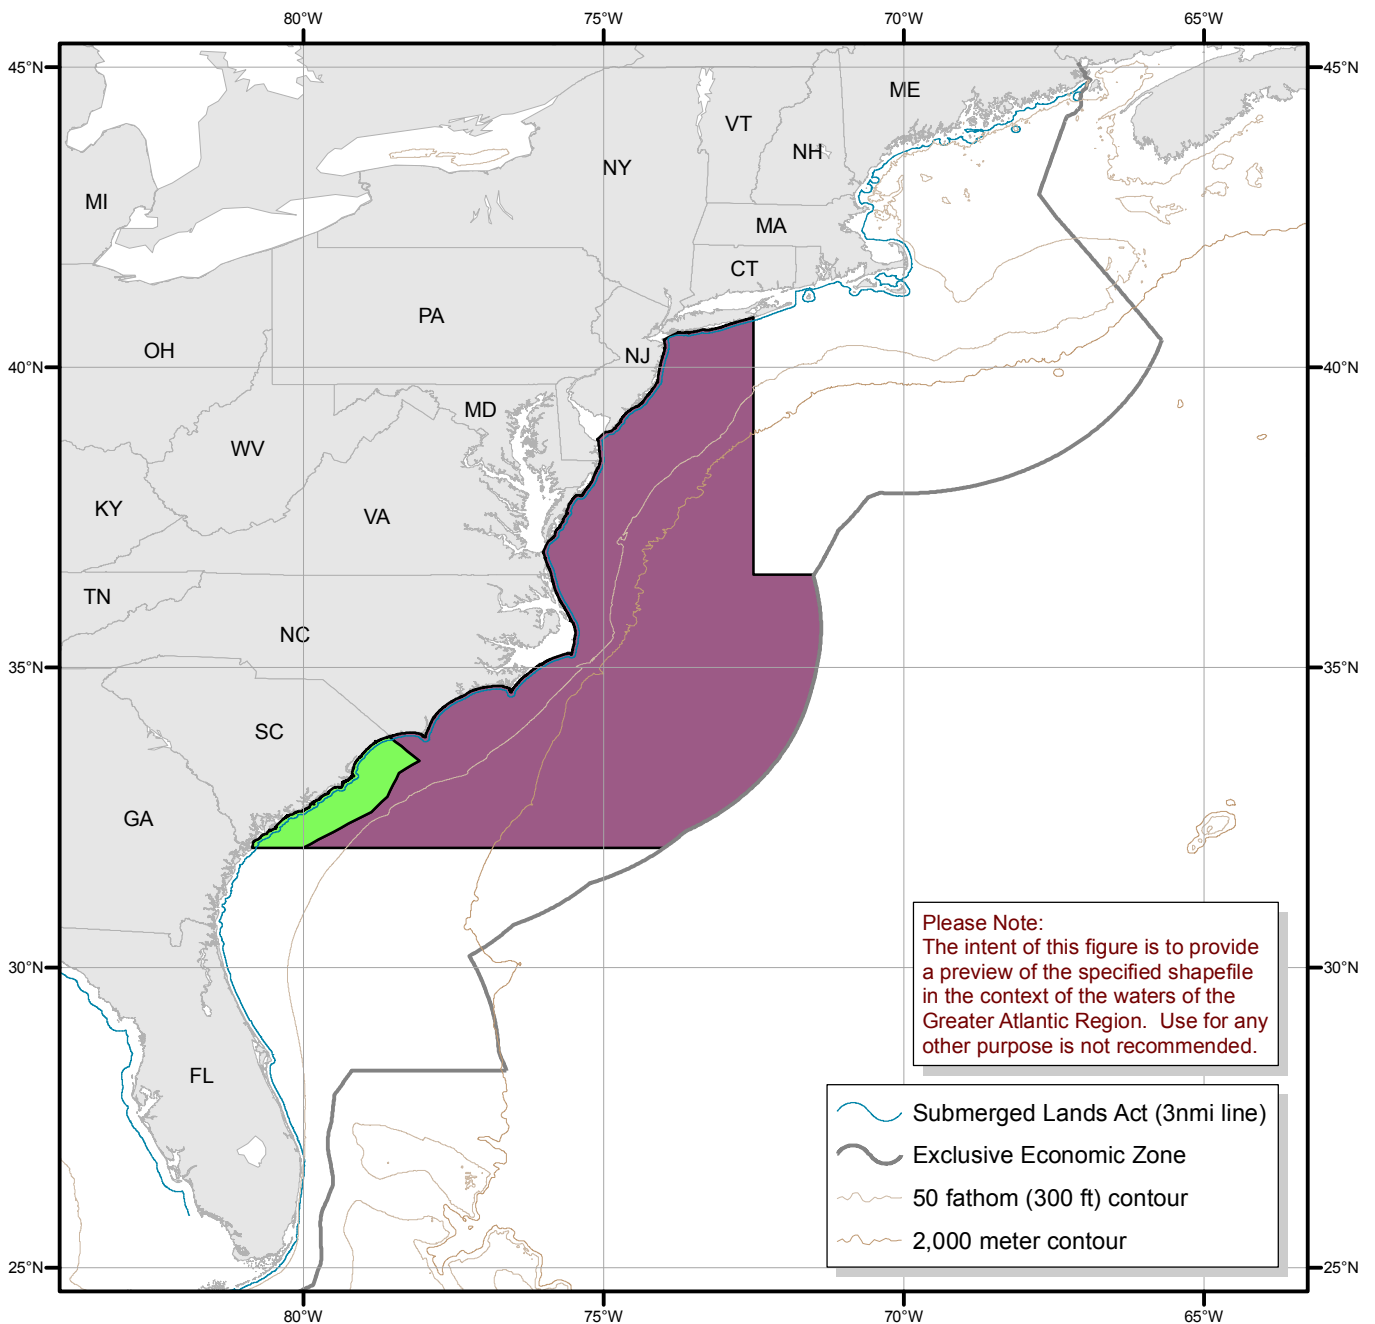 80°W 75°W 70°W 65°W
45°N 45°N
ME
VT
NH
NY
MI
MA
CT
PA
OH
NJ
40°N 40°N
MD
WV
KY
VA
TN
NC
35°N 35°N
SC
GA
Please Note:
The intent of this figure is to provide
a preview of the specified shapefile
in the context of the waters of the
Greater Atlantic Region.  Use for any
other purpose is not recommended.
30°N 30°N
FL
Submerged Lands Act (3nmi line)
Exclusive Economic Zone
50 fathom (300 ft) contour
2,000 meter contour
25°N 25°N
80°W 75°W 70°W 65°W